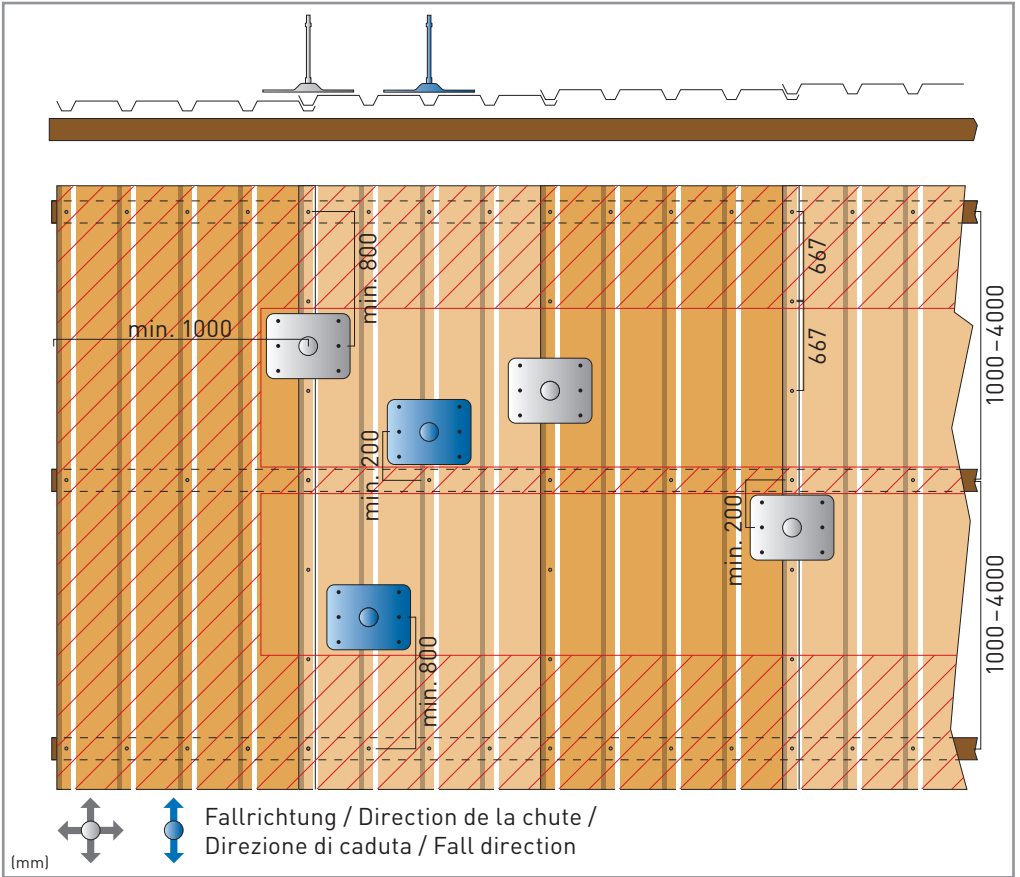 min. 800
667
min. 1000
667
1000 – 4000
min. 200
min. 200
1000 – 4000
min. 800
Fallrichtung / Direction de la chute /
Direzione di caduta / Fall direction
(mm)